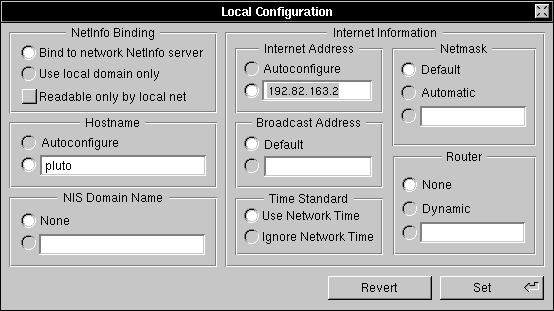 Local Configuration
NetInfo Binding
Bind to network NetInfo server
Use local domain only
Readable only by local net
Hostname
Autoconfigure
pluto
NIS Domain Name
None
Internet Information
Internet Address
Autoconfigure
192.82.163.2
Broadcast Address
Default
Time Standard
Use Network Time
Ignore Network Time
Netmask
Default
Automatic
Router
None
Dynamic
Revert
Set